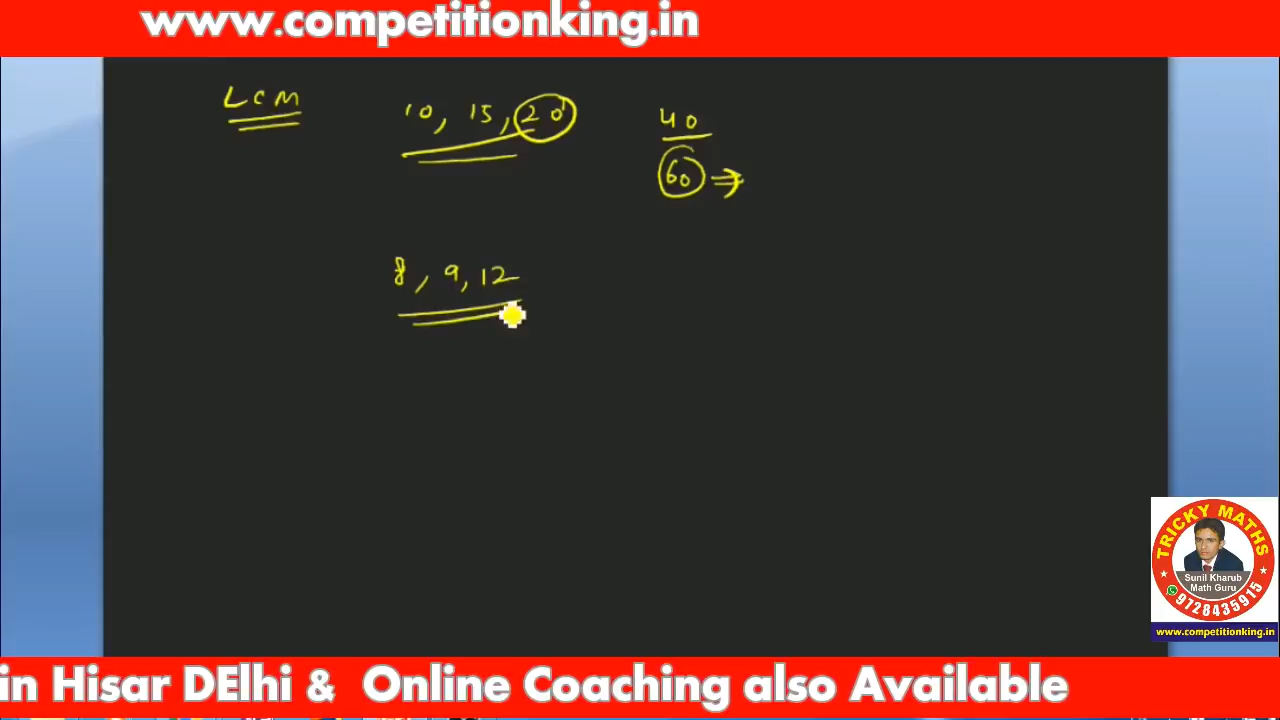 www.competitionking.in
LCM 10, 15, 20 40
60 ⇒
8, 9, 12
TRICKY MATHS
Sunil Kharub
Math Guru
9728435915
www.competitionking.in
in Hisar DElhi & Online Coaching also Available